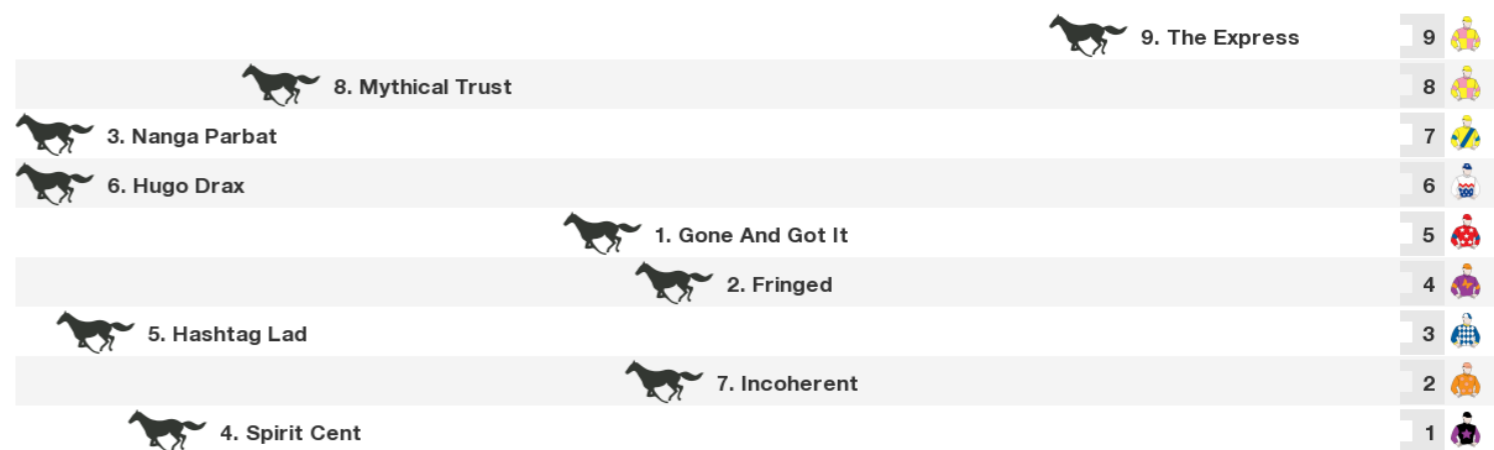 9. The Express 9
8. Mythical Trust 8
3. Nanga Parbat 7
6. Hugo Drax 6
1. Gone And Got It 5
2. Fringed 4
5. Hashtag Lad 3
7. Incoherent 2
4. Spirit Cent 1